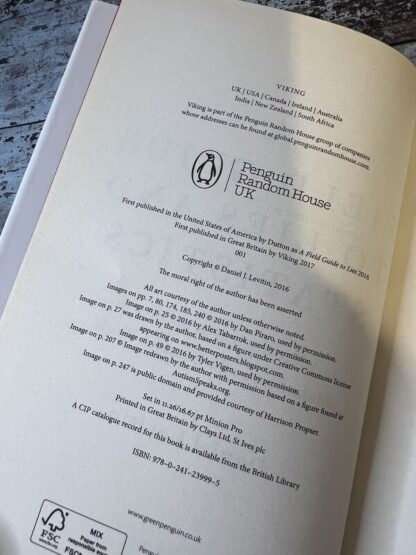 VIKING
UK | USA | Canada | Ireland | Australia
India | New Zealand | South Africa
Viking is part of the Penguin Random House group of companies
whose addresses can be found at global.penguinrandomhouse.com.
Penguin
Random House
UK
First published in the United States of America by Dutton as A Field Guide to Lies 2016
First published in Great Britain by Viking 2017
001
Copyright © Daniel J. Levitin, 2016
The moral right of the author has been asserted
All art courtesy of the author unless otherwise noted.
Images on pp. 7, 80, 174, 185, 240 © 2016 by Dan Piraro, used by permission.
Image on p. 25 © 2016 by Alex Tabarrok, used by permission.
Image on p. 27 was drawn by the author, based on a figure under Creative Commons license
appearing on www.betterposters.blogspot.com.
Image on p. 49 © 2016 by Tyler Vigen, used by permission.
Image on p. 207 © Image redrawn by the author with permission based on a figure found at
AutismSpeaks.org.
Image on p. 247 is public domain and provided courtesy of Harrison Propser.
Set in 11.26/16.67 pt Minion Pro
Printed in Great Britain by Clays Ltd, St Ives plc
A CIP catalogue record for this book is available from the British Library
ISBN: 978-0-241-23999-5
www.greenpenguin.co.uk
MIX
Paper from
responsible
FSC
FSC®